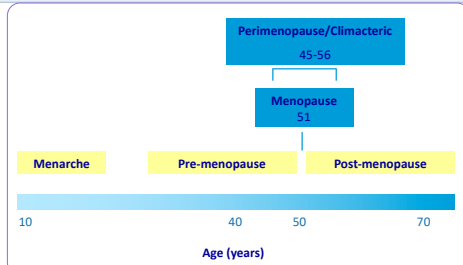 Perimenopause/Climacteric
45-56
Menopause
51
Menarche
Pre-menopause
Post-menopause
10
40
50
70
Age (years)